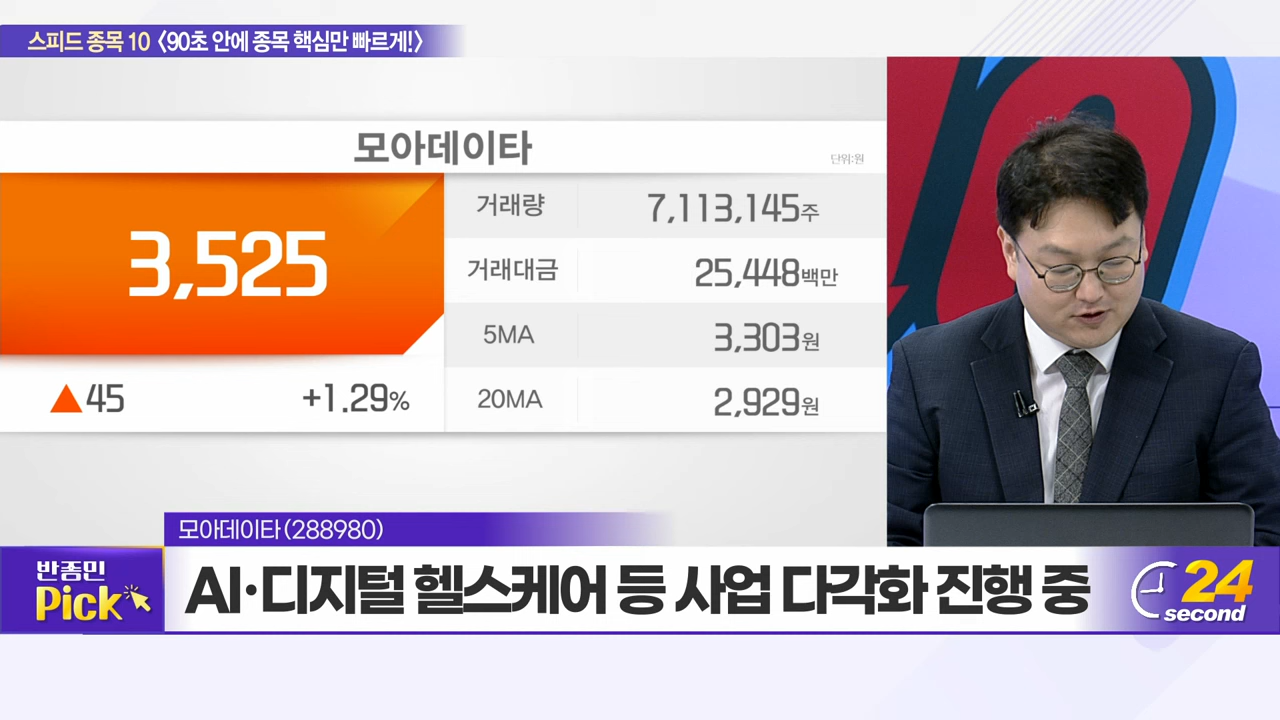 스피드 종목 10 <90초 안에 종목 핵심만 빠르게!>
모아데이타
단위:원
3,525
▲45 +1.29%
거래량 7,113,145주
거래대금 25,448백만
5MA 3,303원
20MA 2,929원
모아데이타(288980)
반종민
Pick
AI·디지털 헬스케어 등 사업 다각화 진행 중
24
second